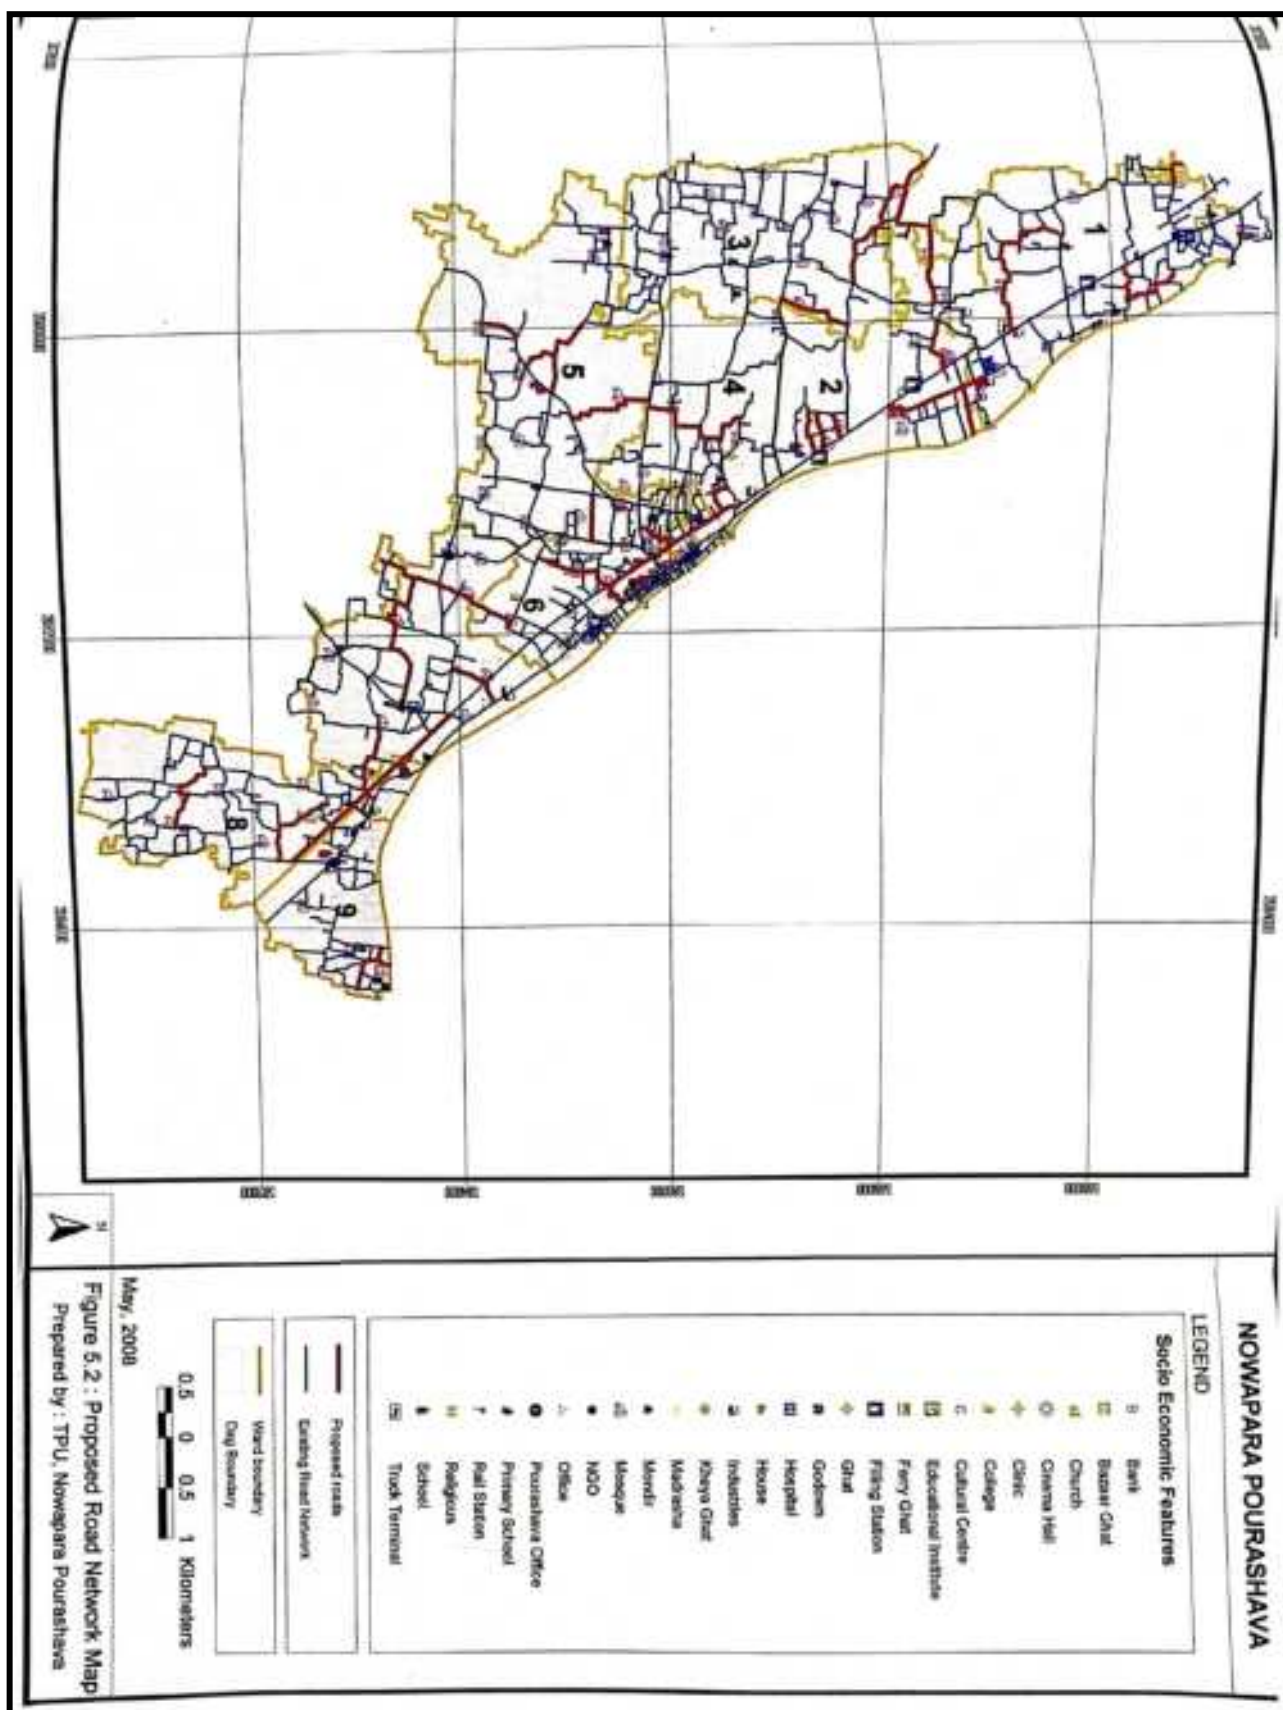 NOWAPARA POURASHAVA
LEGEND
Socio Economic Features
Bank
Bazaar Ghat
Church
Cinema Hall
Clinic
College
Cultural Centre
Educational Institute
Ferry Ghat
Filling Station
Ghat
Godown
Hospital
House
Industries
Kheya Ghat
Madrasha
Mondir
Mosque
NGO
Office
Pourashava Office
Primary School
Rail Station
Religious
School
Truck Terminal
Proposed roads
Existing Road Network
Ward boundary
Dag Boundary
0.5 0 0.5 1 Kilometers
May, 2008
Figure 5.2 : Proposed Road Network Map
Prepared by : TPU, Nowapara Pourashava
N
1
2
3
4
5
6
8
9